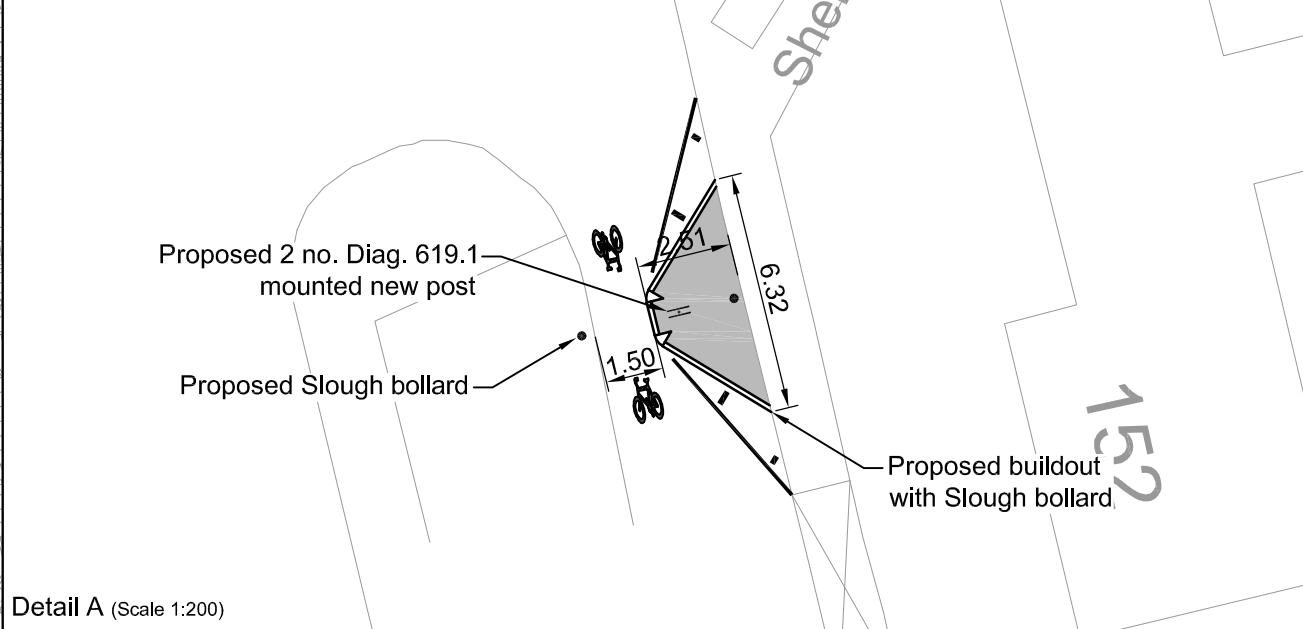 Proposed 2 no. Diag. 619.1
mounted new post
2.51
6.32
Proposed Slough bollard
1.50
152
Proposed buildout
with Slough bollard
Detail A (Scale 1:200)